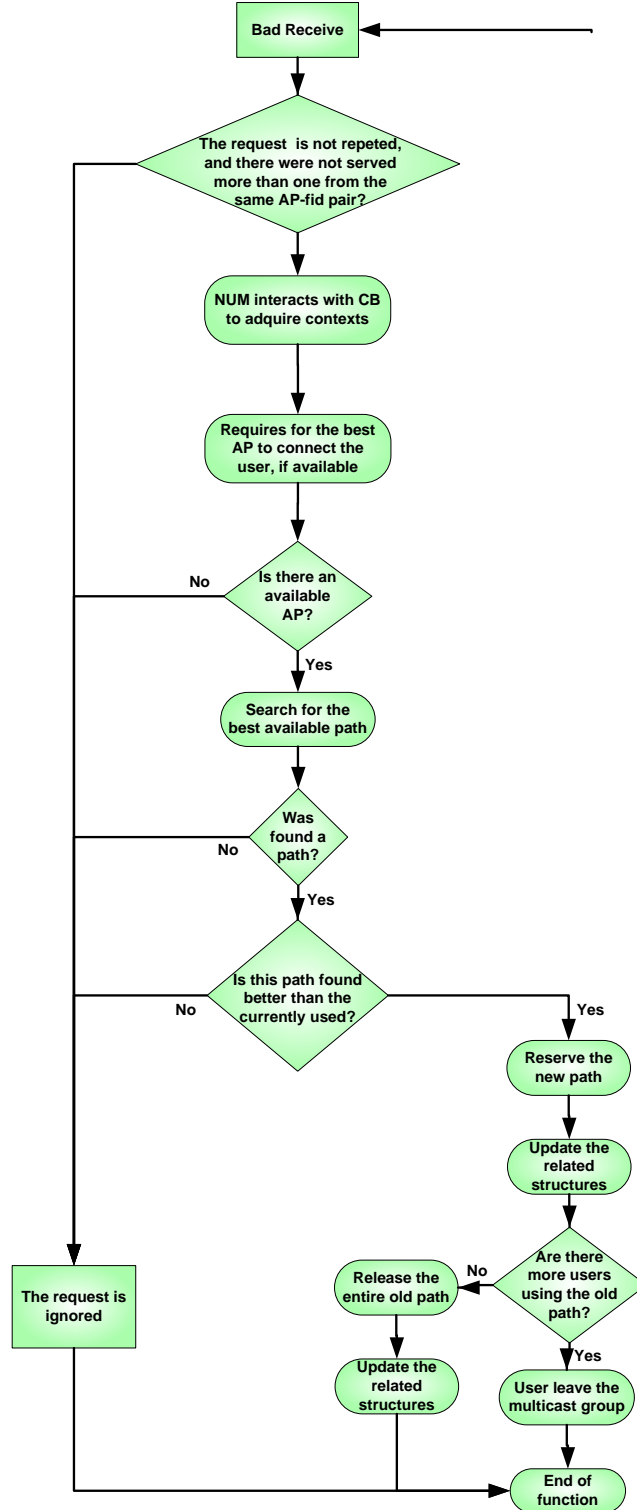 Bad Receive
The request is not repeted,
and there were not served
more than one from the
same AP-fid pair?
NUM interacts with CB
to adquire contexts
Requires for the best
AP to connect the
user, if available
No
Is there an
available
AP?
Yes
Search for the
best available path
Was
found a
path?
No
Yes
Is this path found
better than the
currently used?
No
Yes
Reserve the
new path
Update the
related
structures
Are there
more users
using the old
path?
No
Release the
entire old path
Yes
The request is
ignored
Update the
related
structures
User leave the
multicast group
End of
function